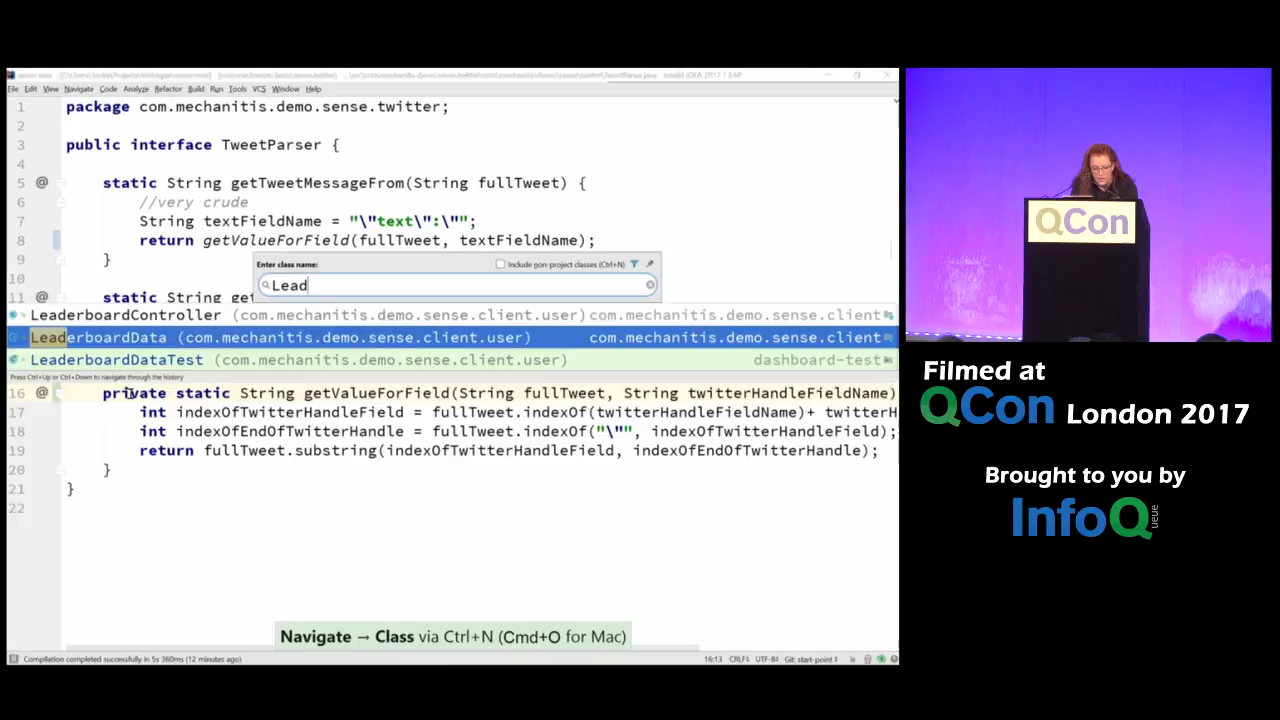 File Edit View Navigate Code Analyze Refactor Build Run Tools VCS Window Help
1 package com.mechanitis.demo.sense.twitter;
2
3 public interface TweetParser {
4
5 @ static String getTweetMessageFrom(String fullTweet) {
6 //very crude
7 String textFieldName = "\"text\":\"";
8 return getValueForField(fullTweet, textFieldName);
9 }
10
11 @ static String get
Enter class name: Include non-project classes (Ctrl+N)
Lead
LeaderboardController (com.mechanitis.demo.sense.client.user) com.mechanitis.demo.sense.client
LeaderboardData (com.mechanitis.demo.sense.client.user) com.mechanitis.demo.sense.client
LeaderboardDataTest (com.mechanitis.demo.sense.client.user) dashboard-test
Press Ctrl+Up or Ctrl+Down to navigate through the history
16 @ private static String getValueForField(String fullTweet, String twitterHandleFieldName)
17 int indexOfTwitterHandleField = fullTweet.indexOf(twitterHandleFieldName)+ twitterH
18 int indexOfEndOfTwitterHandle = fullTweet.indexOf("\"", indexOfTwitterHandleField);
19 return fullTweet.substring(indexOfTwitterHandleField, indexOfEndOfTwitterHandle);
20 }
21 }
22
Navigate → Class via Ctrl+N (Cmd+O for Mac)
Compilation completed successfully in 5s 360ms (12 minutes ago) 16:13 CRLF UTF-8 Git: start-point
QCon
Filmed at
QCon London 2017
Brought to you by
InfoQ
ueue